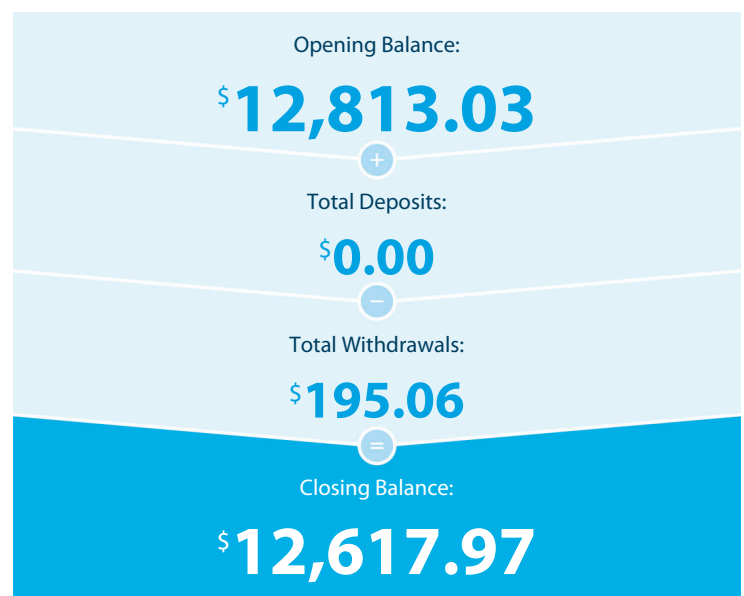 Opening Balance:
$12,813.03
+
Total Deposits:
$0.00
−
Total Withdrawals:
$195.06
=
Closing Balance:
$12,617.97